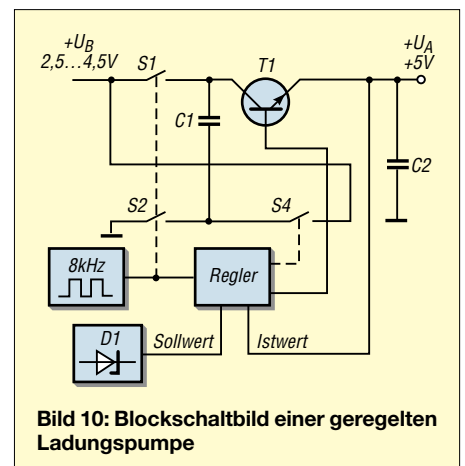 +UB
2,5…4,5V
S1
T1
+UA
+5V
C1
C2
S2
S4
8kHz
Regler
D1
Sollwert
Istwert
Bild 10: Blockschaltbild einer geregelten
Ladungspumpe